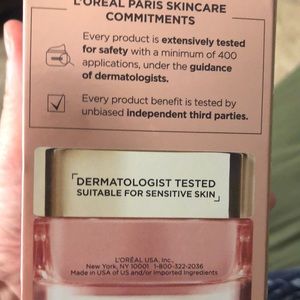 L'ORÉAL PARIS SKINCARE
COMMITMENTS
Every product is extensively tested
for safety with a minimum of 400
applications, under the guidance
of dermatologists.
Every product benefit is tested by
unbiased independent third parties.
DERMATOLOGIST TESTED
SUITABLE FOR SENSITIVE SKIN
L'ORÉAL USA, Inc.,
New York, NY 10001 1-800-322-2036
Made in USA of US and/or Imported Ingredients